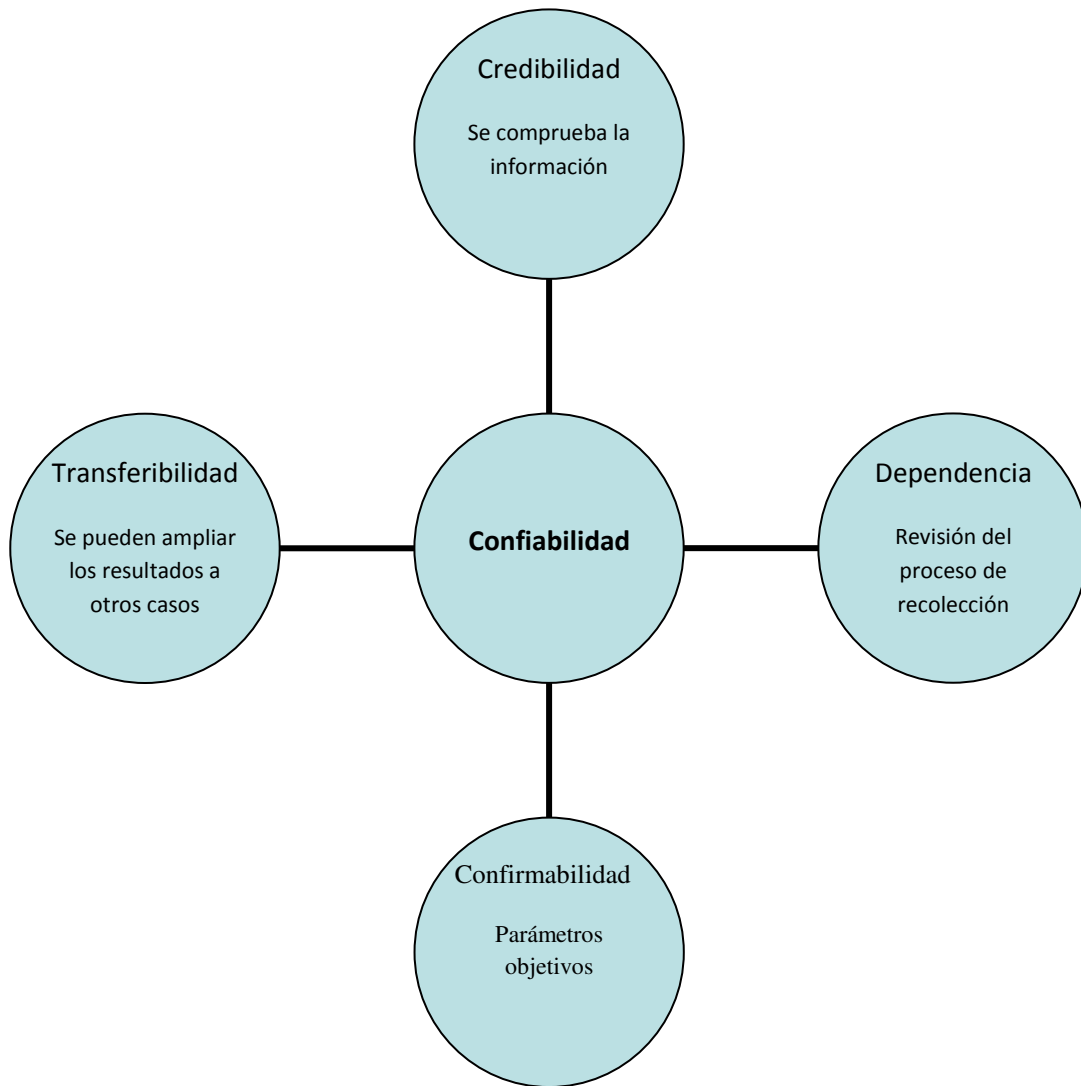 Credibilidad
Se comprueba la
información
Transferibilidad
Se pueden ampliar
los resultados a
otros casos
Confiabilidad
Dependencia
Revisión del
proceso de
recolección
Confirmabilidad
Parámetros
objetivos